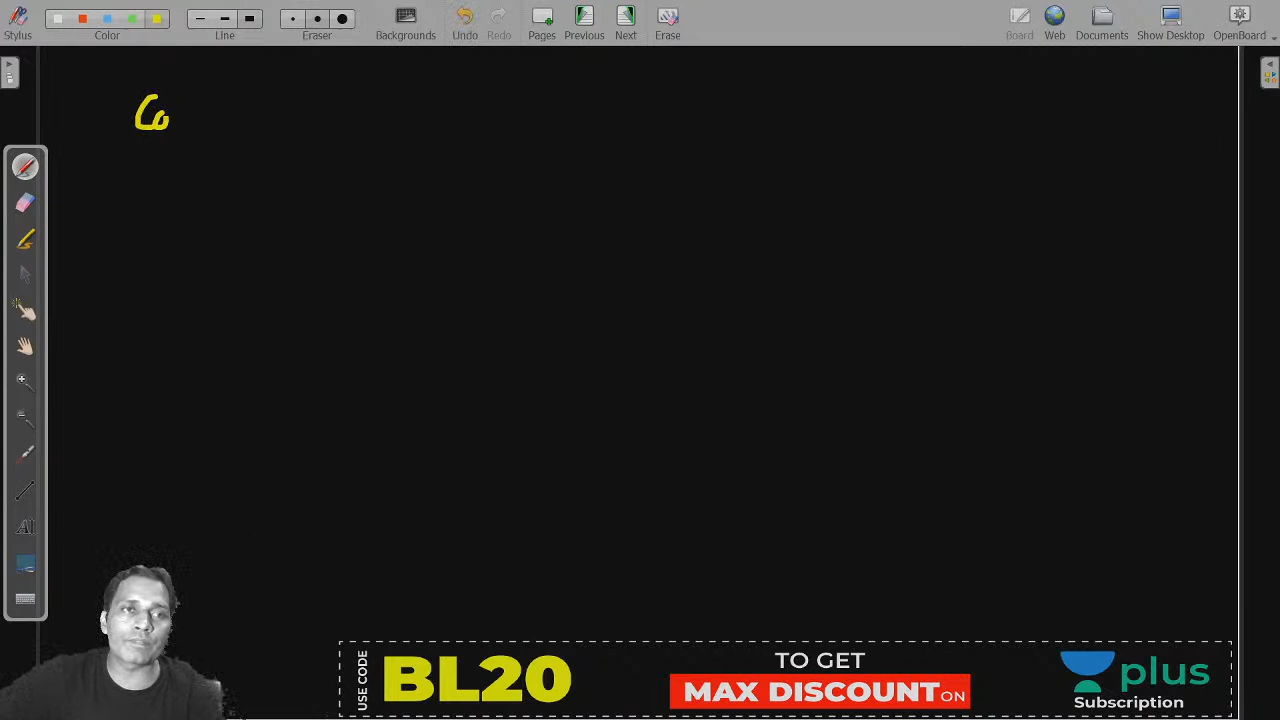 Color
Stylus
Line
Eraser
Backgrounds
Undo
Redo
Pages
Previous
Next
Erase
Board
Web
Documents
Show Desktop
OpenBoard
Co
AI
USE CODE
BL20
TO GET
MAX DISCOUNT ON
plus
Subscription